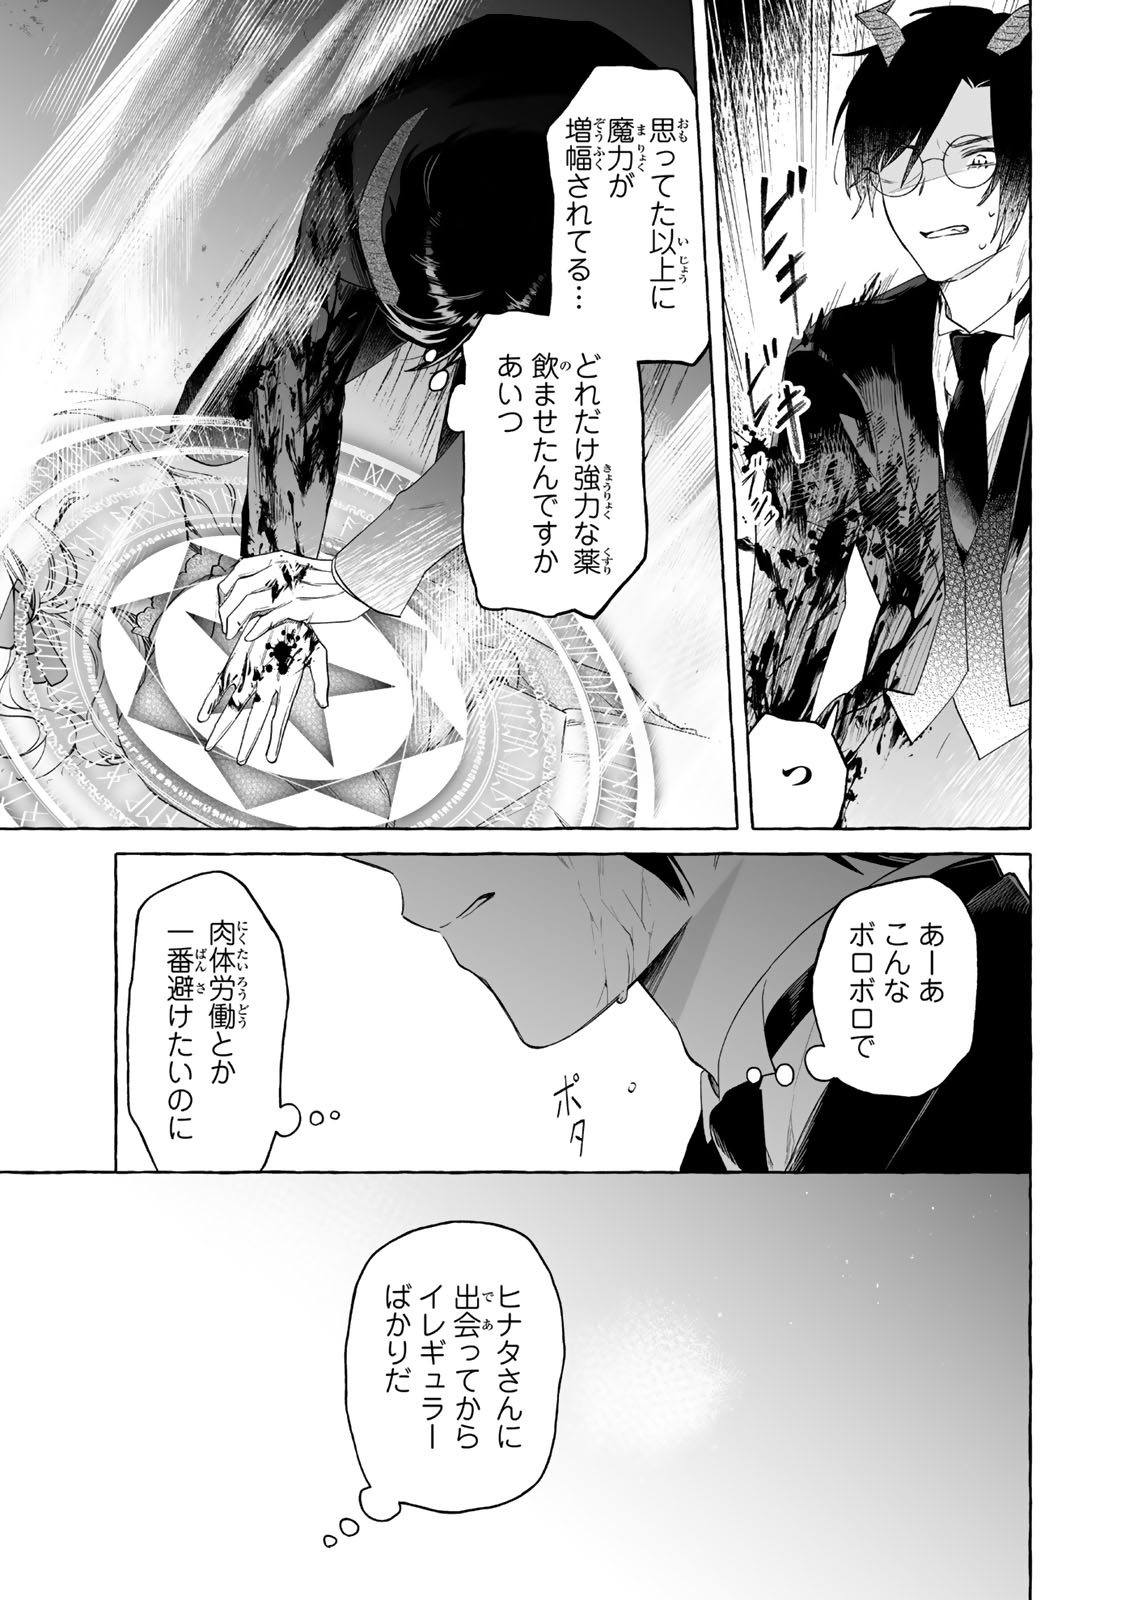 ビキ
ビキ
っ
思ってた以上に
魔力が
増幅されてる…
どれだけ強力な薬
飲ませたんですか
あいつ
あーあ
こんな
ボロボロで
ポタ
肉体労働とか
一番避けたいのに
ヒナタさんに
出会ってから
イレギュラー
ばかりだ